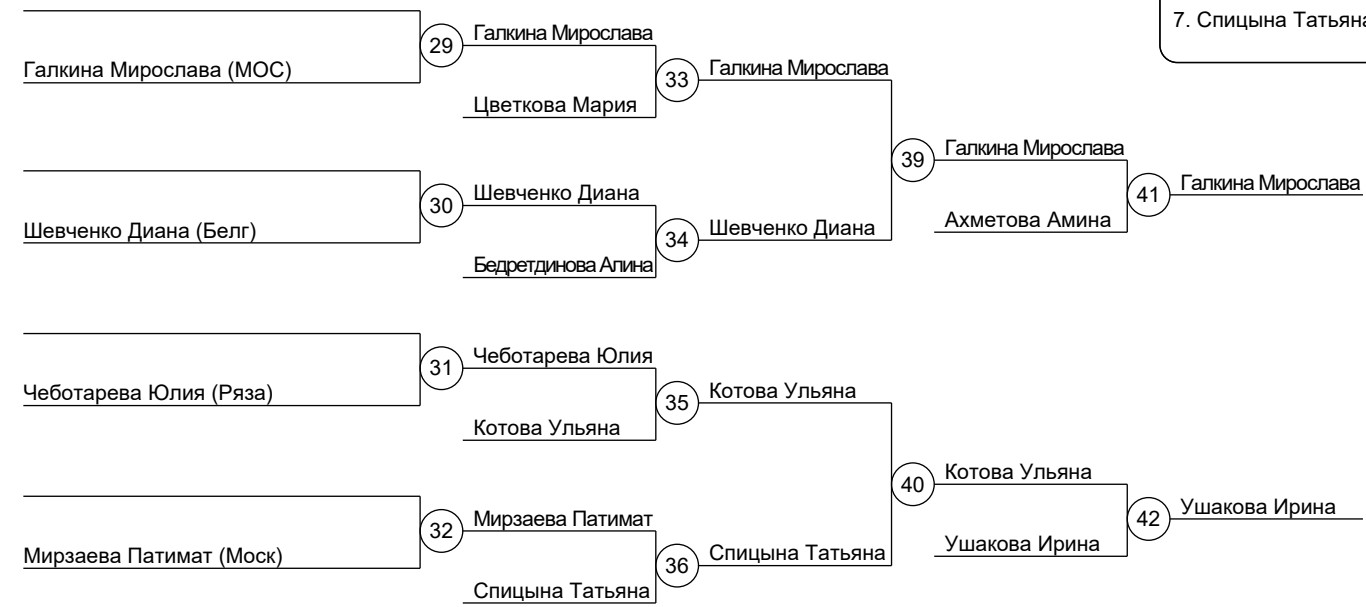 7. Спицына Татьяна
29
Галкина Мирослава
Галкина Мирослава (МОС)
33
Галкина Мирослава
Цветкова Мария
39
Галкина Мирослава
30
Шевченко Диана
41
Галкина Мирослава
Шевченко Диана (Белг)
34
Шевченко Диана
Ахметова Амина
Бедретдинова Алина
31
Чеботарева Юлия
Чеботарева Юлия (Ряза)
35
Котова Ульяна
Котова Ульяна
40
Котова Ульяна
32
Мирзаева Патимат
42
Ушакова Ирина
Мирзаева Патимат (Моск)
36
Спицына Татьяна
Ушакова Ирина
Спицына Татьяна